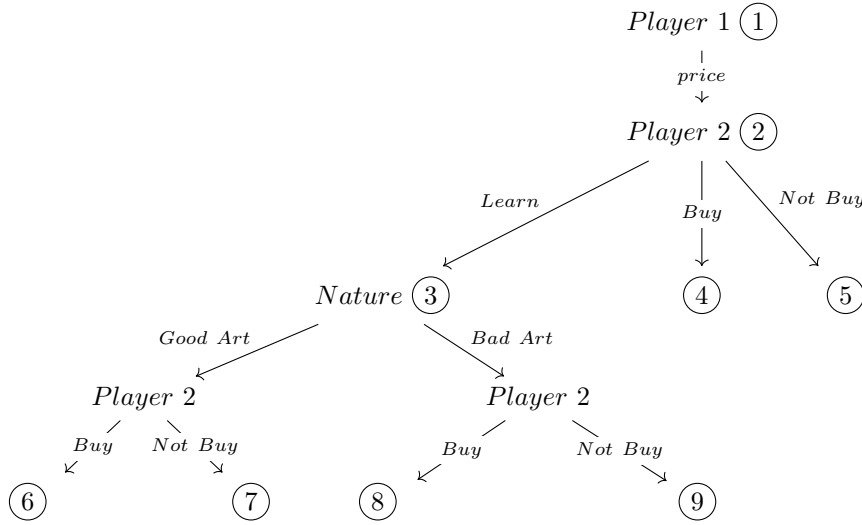 Player 1 1
price
Player 2 2
Learn
Buy
Not Buy
Nature 3
4
5
Good Art
Bad Art
Player 2
Player 2
Buy
Not Buy
Buy
Not Buy
6
7
8
9